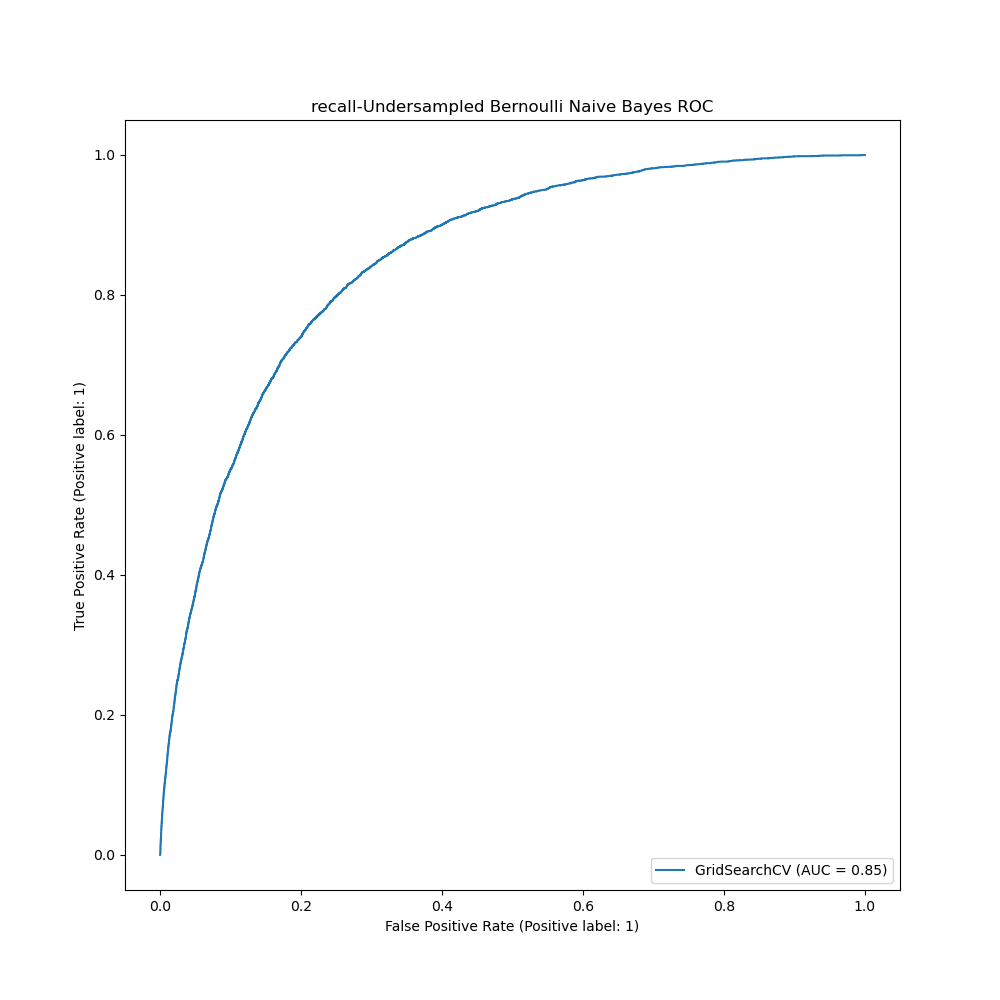 recall-Undersampled Bernoulli Naive Bayes ROC
1.0
0.8
0.6
0.4
0.2
0.0
True Positive Rate (Positive label: 1)
GridSearchCV (AUC = 0.85)
0.0 0.2 0.4 0.6 0.8 1.0
False Positive Rate (Positive label: 1)